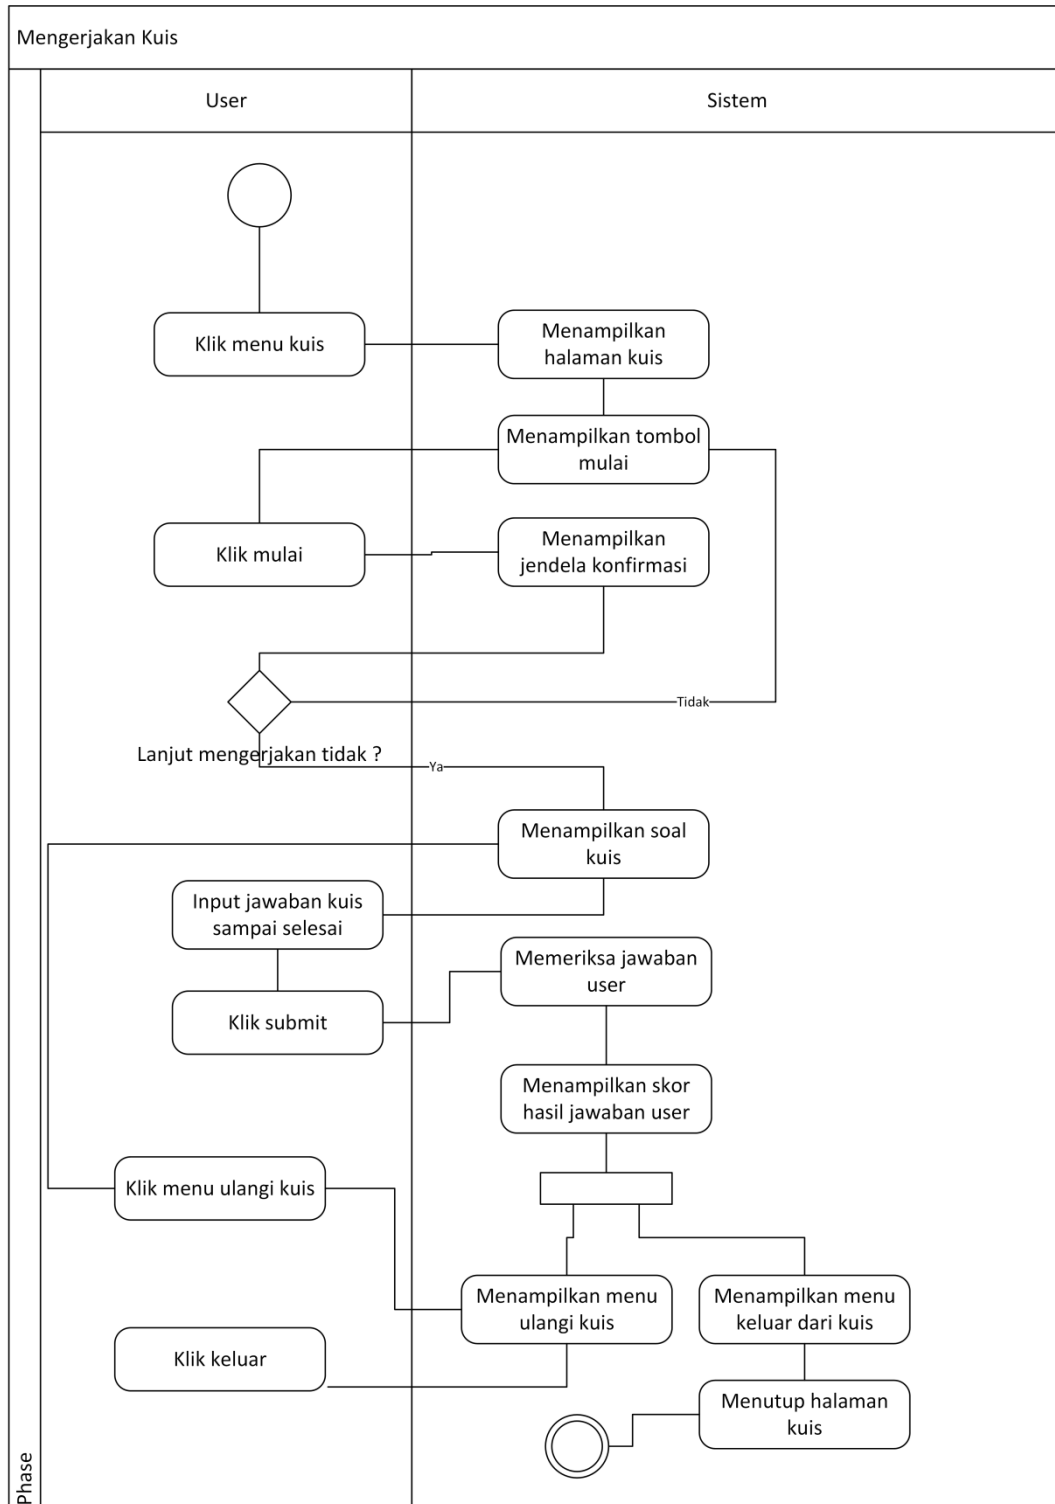 Mengerjakan Kuis
User
Sistem
Klik menu kuis
Menampilkan
halaman kuis
Menampilkan tombol
mulai
Klik mulai
Menampilkan
jendela konfirmasi
Tidak
Lanjut mengerjakan tidak ?
Ya
Menampilkan soal
kuis
Input jawaban kuis
sampai selesai
Memeriksa jawaban
user
Klik submit
Menampilkan skor
hasil jawaban user
Klik menu ulangi kuis
Menampilkan menu
ulangi kuis
Menampilkan menu
keluar dari kuis
Klik keluar
Menutup halaman
kuis
Phase